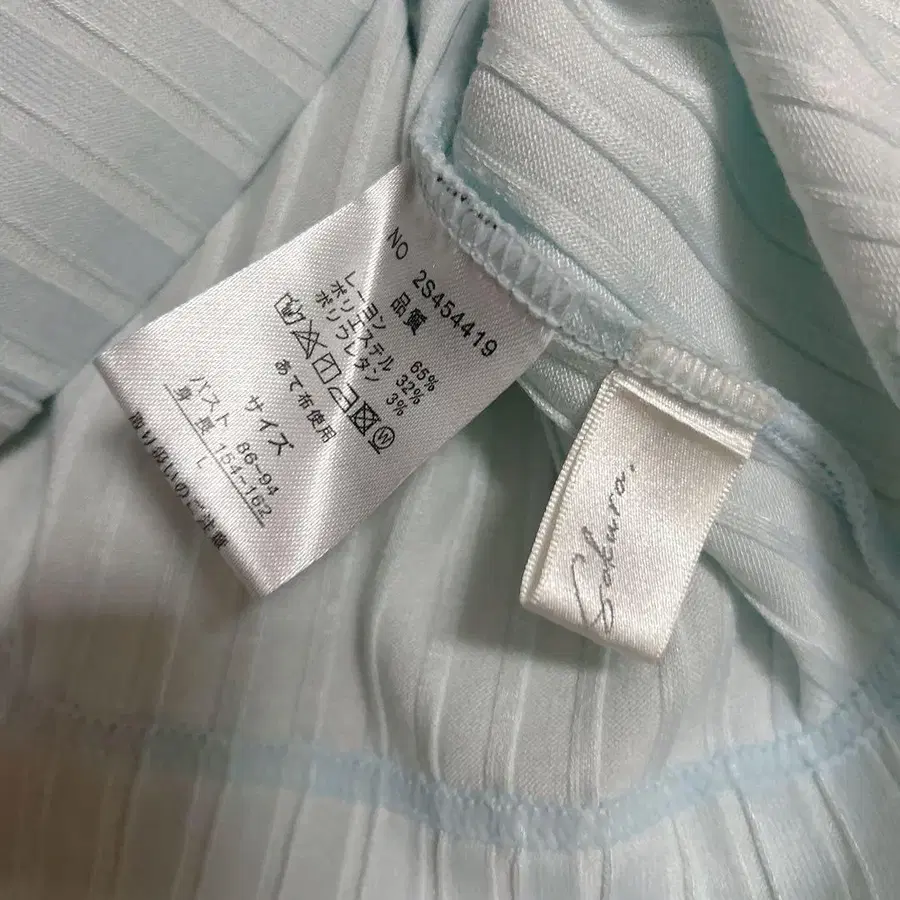 NO 2S454419
品質
レーヨン 65%
ポリエステル 32%
ポリウレタン 3%
W
あて布使用
サイズ
バスト 86~94
身長 154~162
L
Sakura.